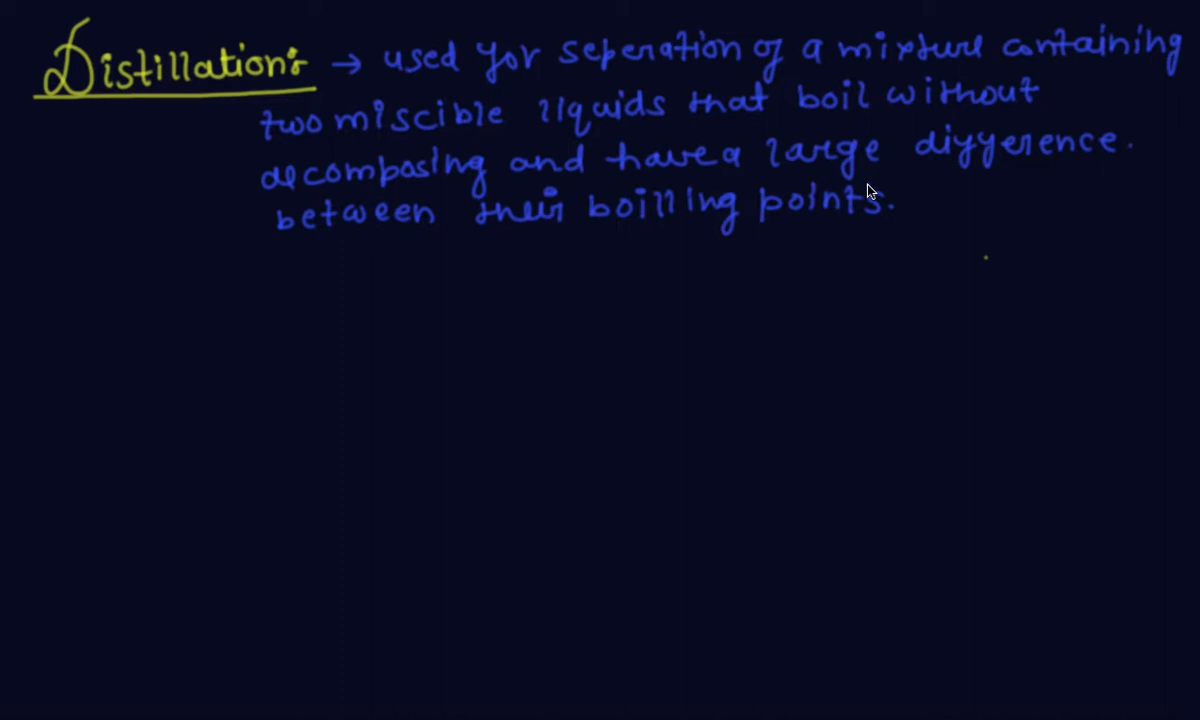 Distillation:→ used for seperation of a mixture containing
two miscible liquids that boil without
decomposing and have a large difference.
between their boilling points.